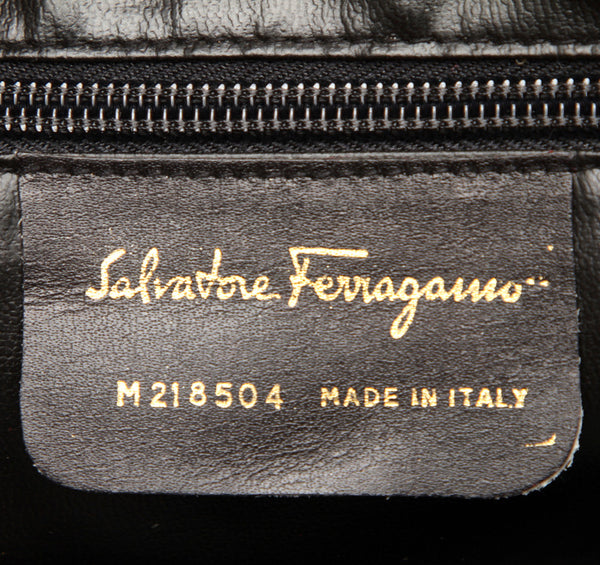 Salvatore Ferragamo
M 218504 MADE IN ITALY